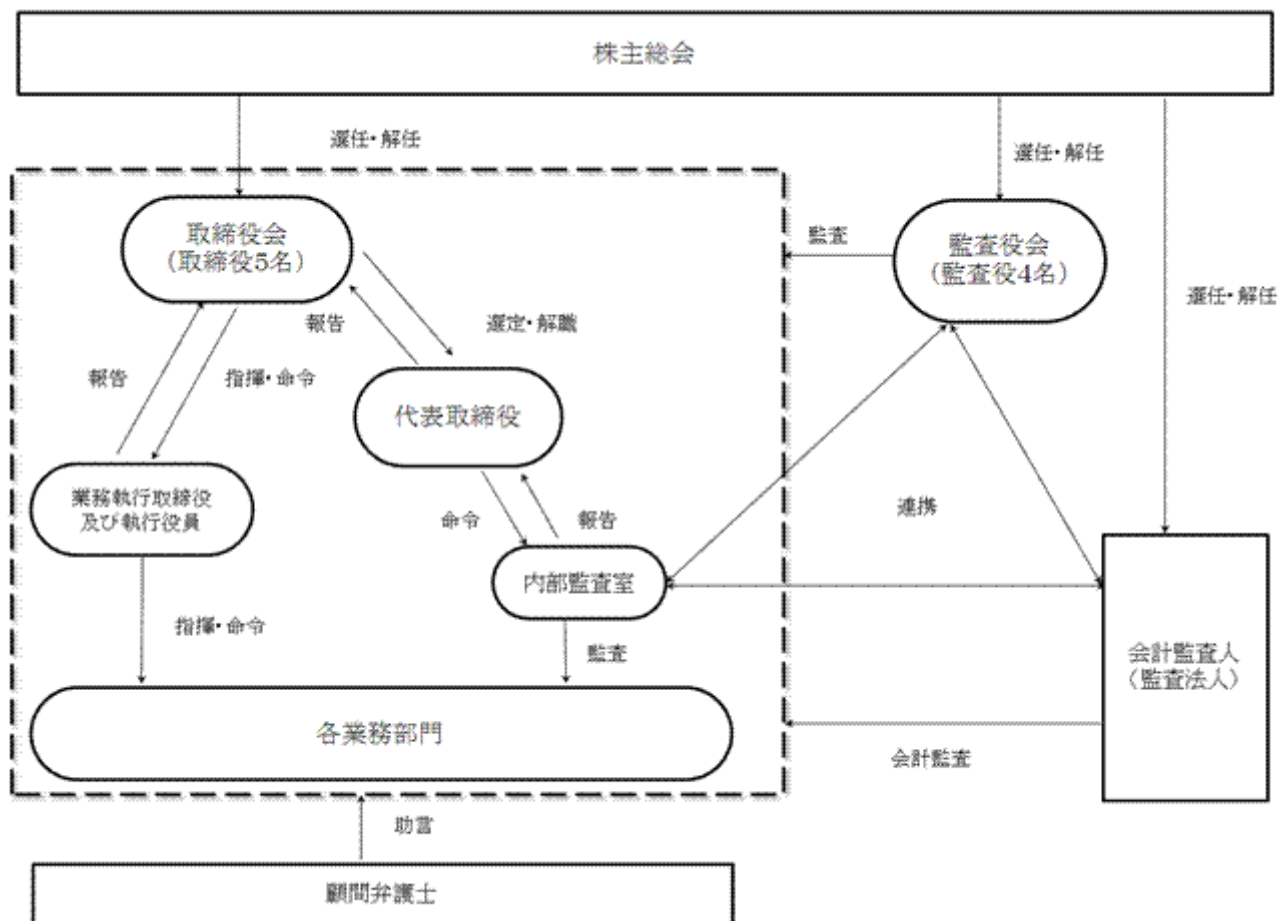 株主総会
選任・解任
選任・解任
取締役会
（取締役5名）
監査
監査役会
（監査役4名）
選任・解任
報告
選定・解職
報告
指揮・命令
代表取締役
業務執行取締役
及び執行役員
命令
報告
連携
内部監査室
指揮・命令
監査
会計監査人
（監査法人）
各業務部門
会計監査
助言
顧問弁護士